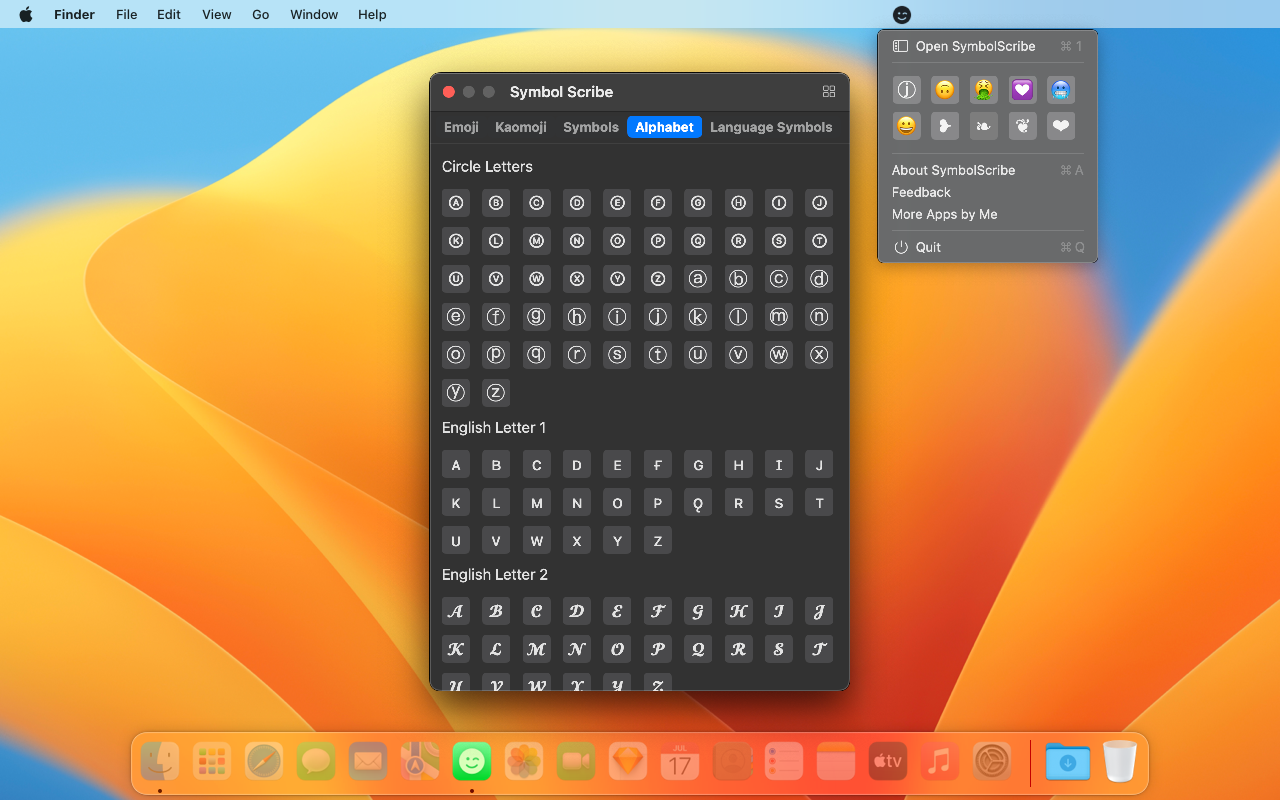 Finder File Edit View Go Window Help
Open SymbolScribe ⌘ 1
ⓙ 🙃 🤮 💟 🥶
😀 ❥ ❧ ❦ ❤
About SymbolScribe ⌘ A
Feedback
More Apps by Me
Quit ⌘ Q
Symbol Scribe
Emoji Kaomoji Symbols Alphabet Language Symbols
Circle Letters
Ⓐ Ⓑ Ⓒ Ⓓ Ⓔ Ⓕ Ⓖ Ⓗ Ⓘ Ⓙ
Ⓚ Ⓛ Ⓜ Ⓝ Ⓞ Ⓟ Ⓠ Ⓡ Ⓢ Ⓣ
Ⓤ Ⓥ Ⓦ Ⓧ Ⓨ Ⓩ ⓐ ⓑ ⓒ ⓓ
ⓔ ⓕ ⓖ ⓗ ⓘ ⓙ ⓚ ⓛ ⓜ ⓝ
ⓞ ⓟ ⓠ ⓡ ⓢ ⓣ ⓤ ⓥ ⓦ ⓧ
ⓨ ⓩ
English Letter 1
A B C D E F G H I J
K L M N O P Q R S T
U V W X Y Z
English Letter 2
𝓐 𝓑 𝓒 𝓓 𝓔 𝓕 𝓖 𝓗 𝓘 𝓙
𝓚 𝓛 𝓜 𝓝 𝓞 𝓟 𝓠 𝓡 𝓢 𝓣
𝓤 𝓥 𝓦 𝓧 𝓨 𝓩
JUL
17
tv